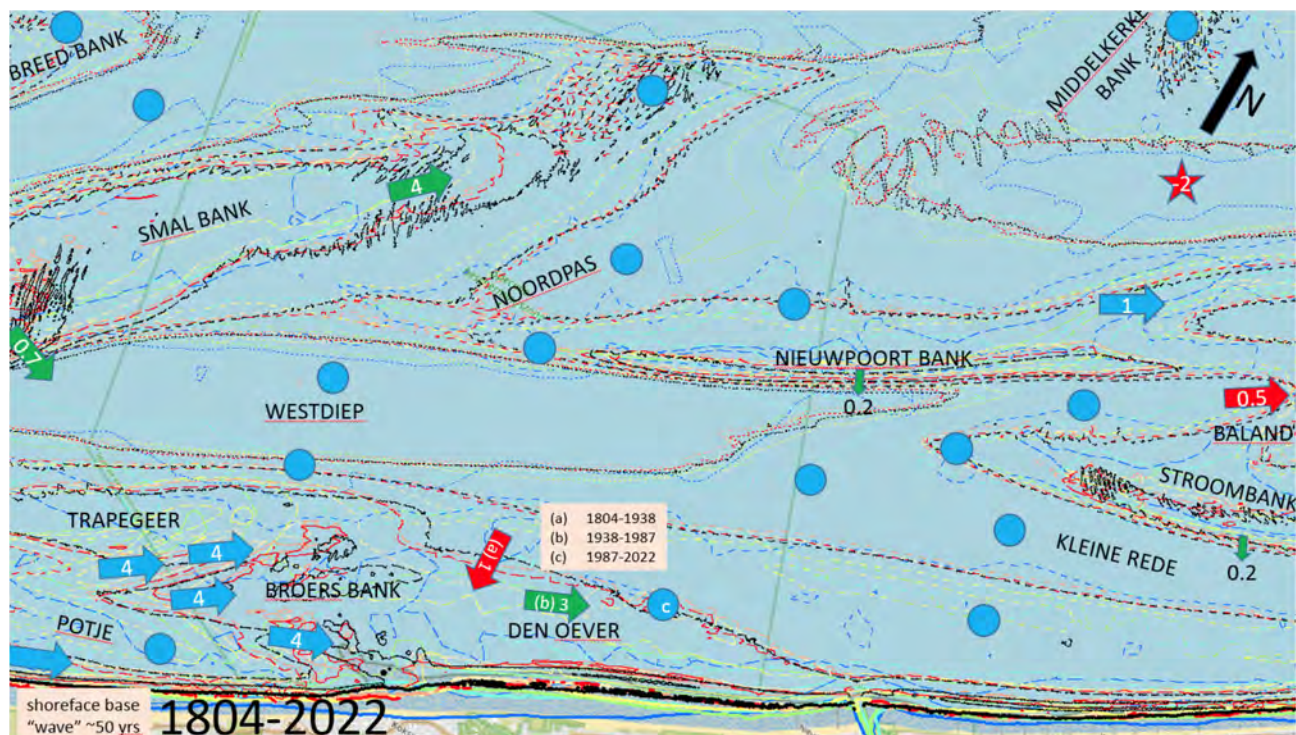 BREED BANK
MIDDELKERKE
BANK
N
4
-2
SMAL BANK
NOORDPAS
1
0.7
NIEUWPOORT BANK
0.2
WESTDIEP
0.5
BALAND
STROOMBANK
TRAPEGEER
(a) 1804-1938
(b) 1938-1987
(c) 1987-2022
4
4
(a) 1
KLEINE REDE
0.2
BROERS BANK
4
(b) 3
c
DEN OEVER
POTJE
4
shoreface base
"wave" ~50 yrs
1804-2022